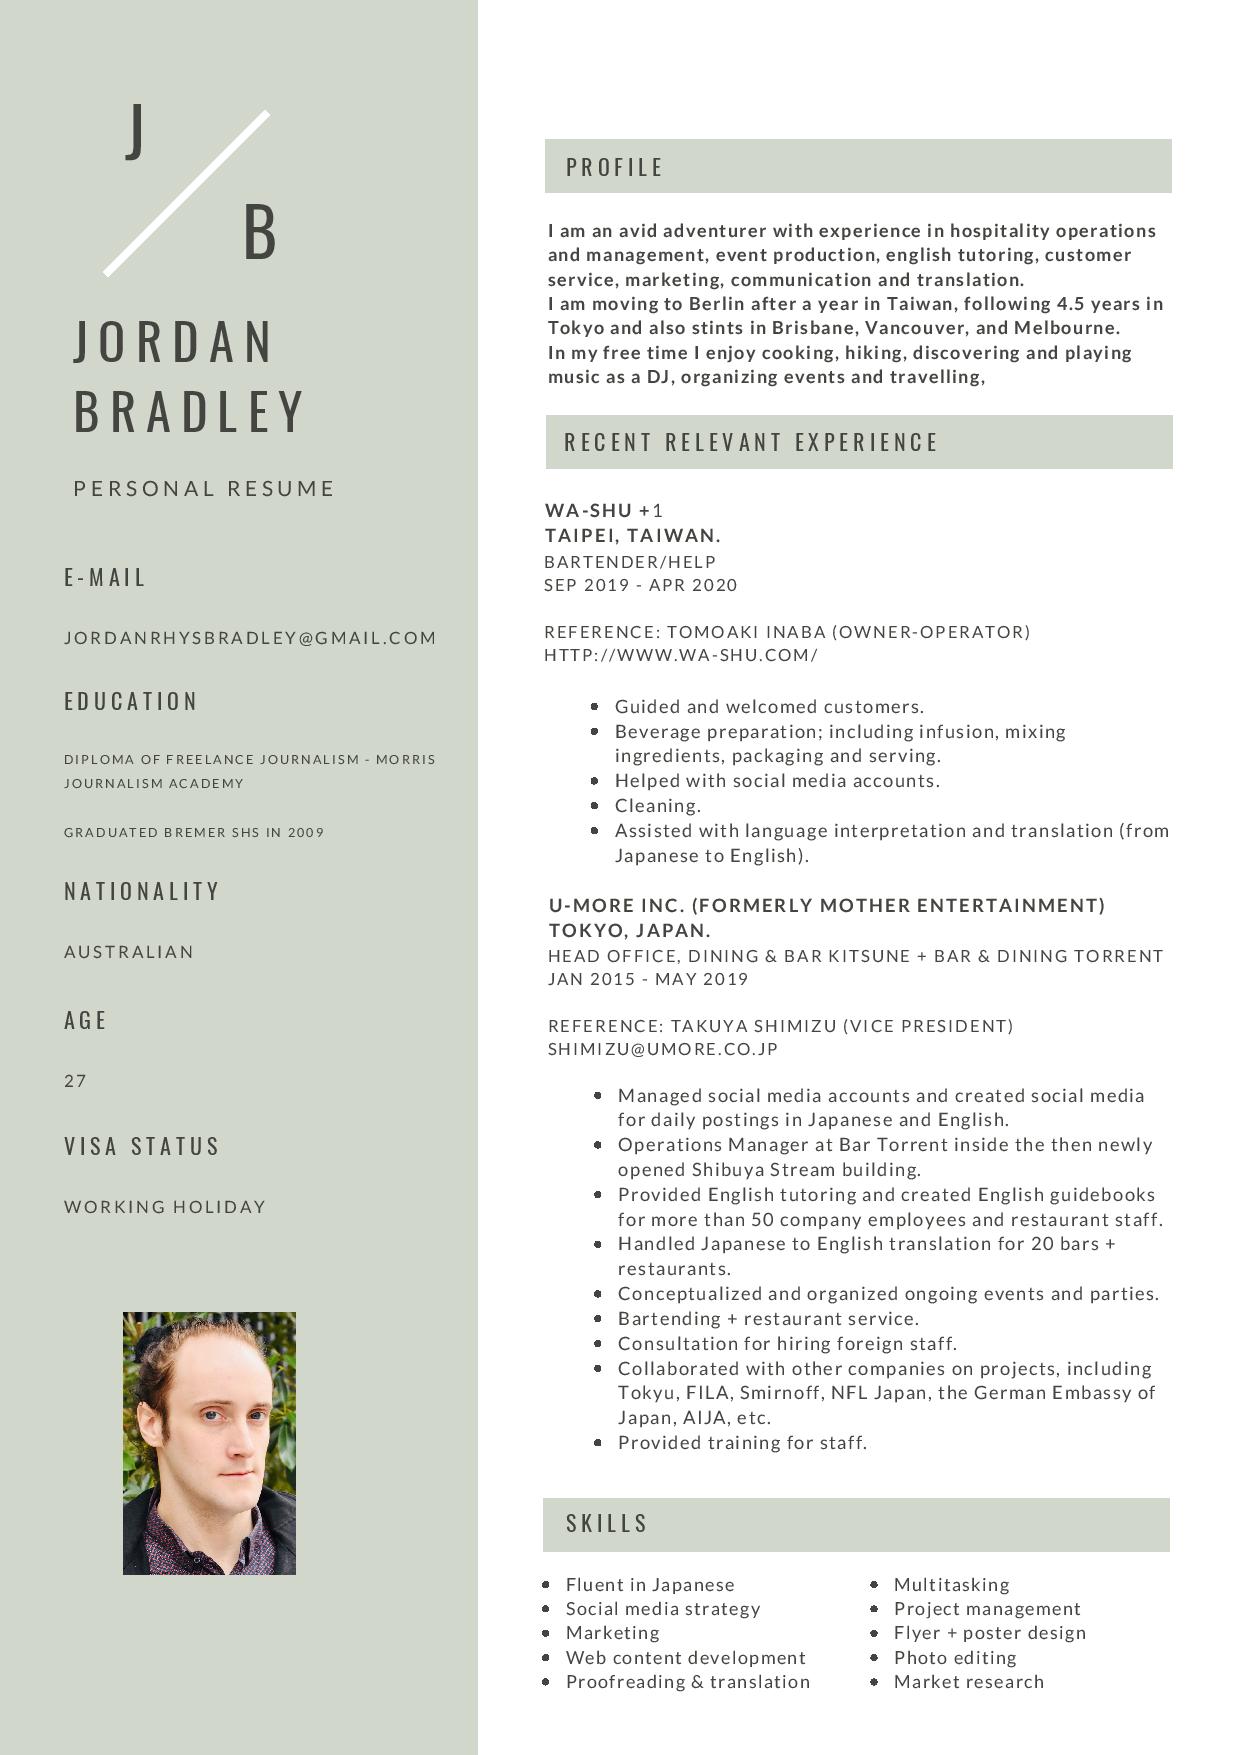 J
B
JORDAN
BRADLEY
PERSONAL RESUME
E-MAIL
JORDANRHYSBRADLEY@GMAIL.COM
EDUCATION
DIPLOMA OF FREELANCE JOURNALISM - MORRIS
JOURNALISM ACADEMY
GRADUATED BREMER SHS IN 2009
NATIONALITY
AUSTRALIAN
AGE
27
VISA STATUS
WORKING HOLIDAY
PROFILE
I am an avid adventurer with experience in hospitality operations
and management, event production, english tutoring, customer
service, marketing, communication and translation.
I am moving to Berlin after a year in Taiwan, following 4.5 years in
Tokyo and also stints in Brisbane, Vancouver, and Melbourne.
In my free time I enjoy cooking, hiking, discovering and playing
music as a DJ, organizing events and travelling,
RECENT RELEVANT EXPERIENCE
WA-SHU +1
TAIPEI, TAIWAN.
BARTENDER/HELP
SEP 2019 - APR 2020
REFERENCE: TOMOAKI INABA (OWNER-OPERATOR)
HTTP://WWW.WA-SHU.COM/
• Guided and welcomed customers.
• Beverage preparation; including infusion, mixing
ingredients, packaging and serving.
• Helped with social media accounts.
• Cleaning.
• Assisted with language interpretation and translation (from
Japanese to English).
U-MORE INC. (FORMERLY MOTHER ENTERTAINMENT)
TOKYO, JAPAN.
HEAD OFFICE, DINING & BAR KITSUNE + BAR & DINING TORRENT
JAN 2015 - MAY 2019
REFERENCE: TAKUYA SHIMIZU (VICE PRESIDENT)
SHIMIZU@UMORE.CO.JP
• Managed social media accounts and created social media
for daily postings in Japanese and English.
• Operations Manager at Bar Torrent inside the then newly
opened Shibuya Stream building.
• Provided English tutoring and created English guidebooks
for more than 50 company employees and restaurant staff.
• Handled Japanese to English translation for 20 bars +
restaurants.
• Conceptualized and organized ongoing events and parties.
• Bartending + restaurant service.
• Consultation for hiring foreign staff.
• Collaborated with other companies on projects, including
Tokyu, FILA, Smirnoff, NFL Japan, the German Embassy of
Japan, AIJA, etc.
• Provided training for staff.
SKILLS
• Fluent in Japanese
• Social media strategy
• Marketing
• Web content development
• Proofreading & translation
• Multitasking
• Project management
• Flyer + poster design
• Photo editing
• Market research